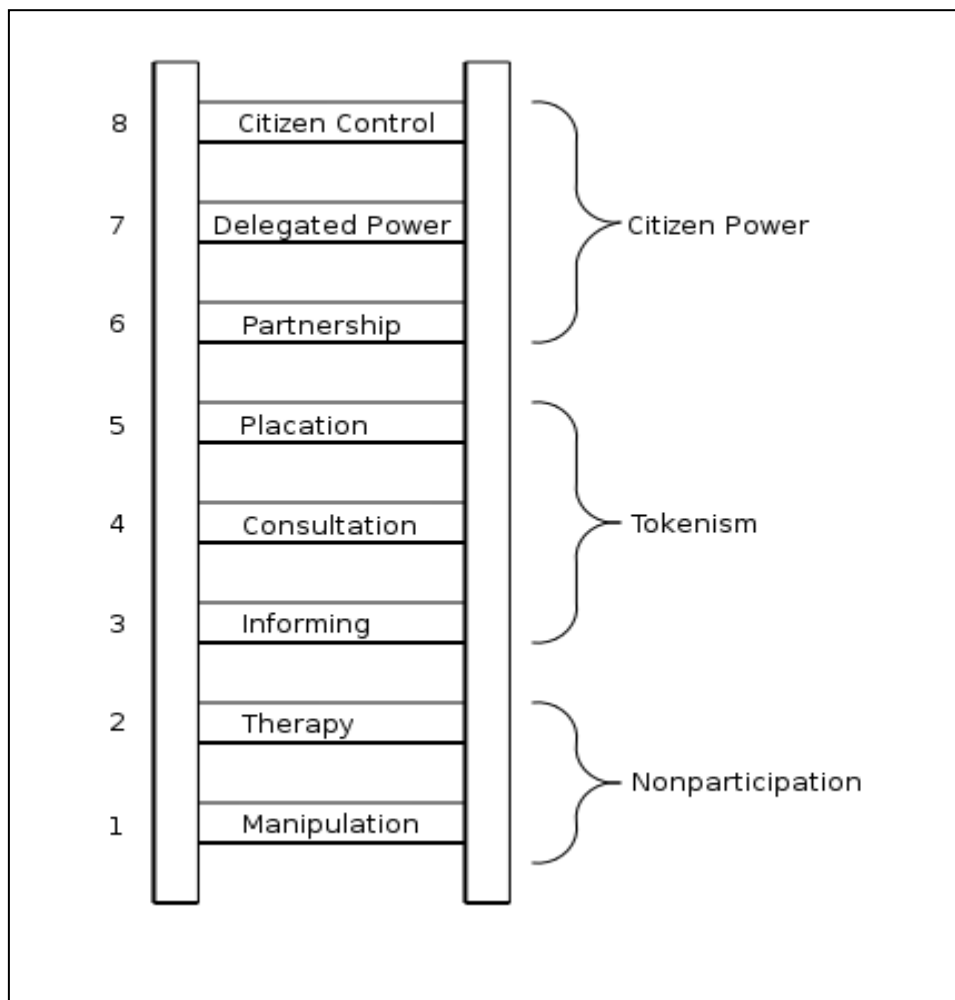 8 Citizen Control
7 Delegated Power
Citizen Power
6 Partnership
5 Placation
4 Consultation
Tokenism
3 Informing
2 Therapy
Nonparticipation
1 Manipulation